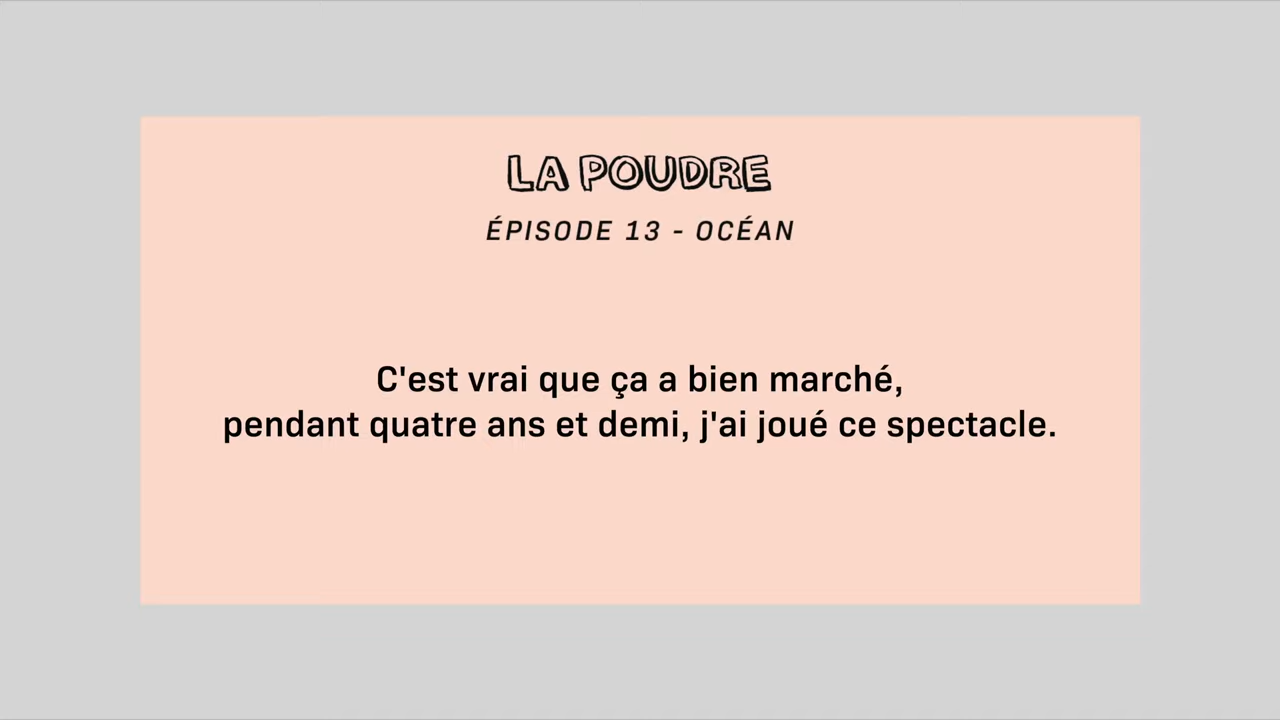 LA POUDRE
ÉPISODE 13 - OCÉAN
C'est vrai que ça a bien marché,
pendant quatre ans et demi, j'ai joué ce spectacle.